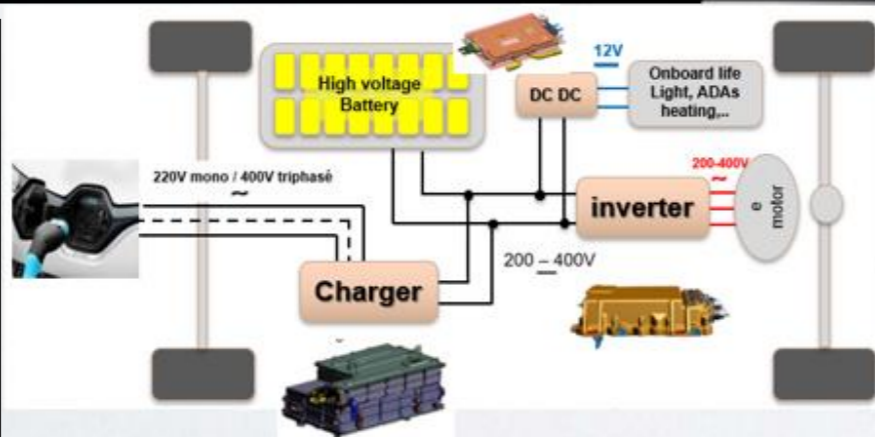 High voltage
Battery
12V
DC DC
Onboard life
Light, ADAs
heating,..
220V mono / 400V triphasé
~
200-400V
~
inverter
e
motor
200 – 400V
Charger